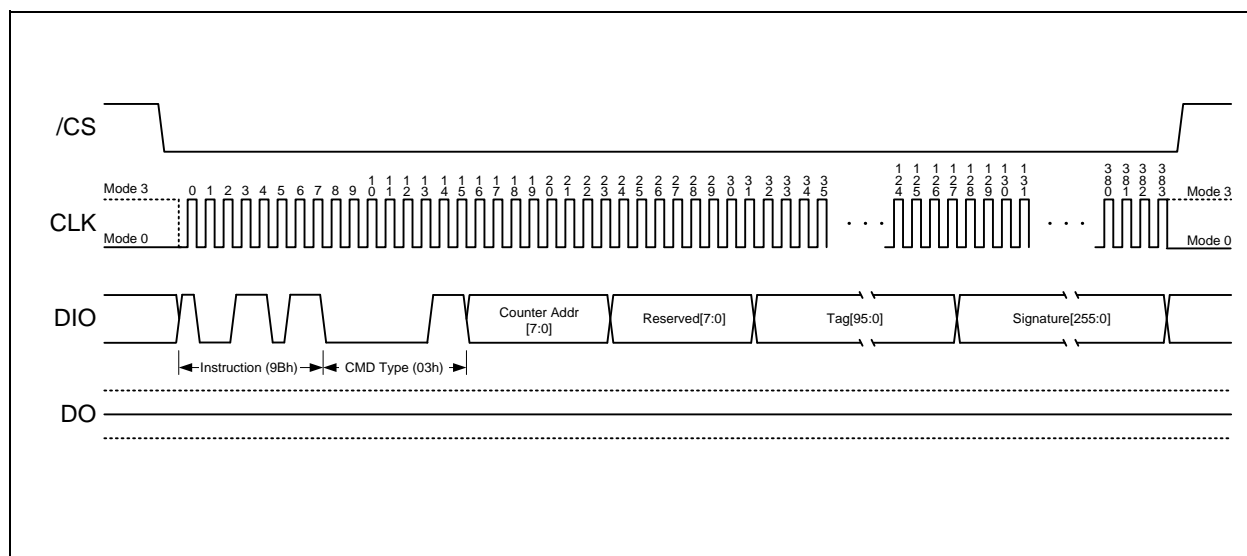 /CS
Mode 3
0 1 2 3 4 5 6 7 8 9 10 11 12 13 14 15 16 17 18 19 20 21 22 23 24 25 26 27 28 29 30 31 32 33 34 35 124 125 126 127 128 129 130 131 380 381 382 383
Mode 3
CLK
Mode 0
· · ·
· · ·
Mode 0
DIO
Counter Addr
[7:0]
Reserved[7:0]
Tag[95:0]
Signature[255:0]
Instruction (9Bh)
CMD Type (03h)
DO